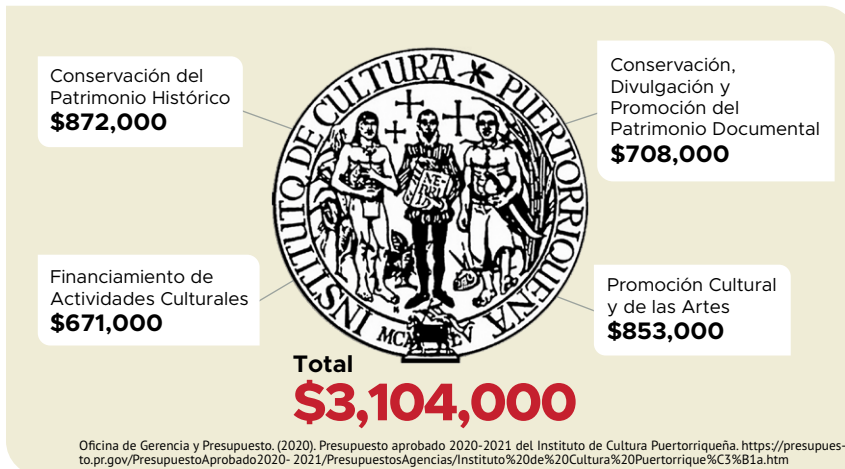 Conservación del
Patrimonio Histórico
$872,000
Conservación,
Divulgación y
Promoción del
Patrimonio Documental
$708,000
INSTITUTO DE CULTURA PUERTORRIQUEÑA
Financiamiento de
Actividades Culturales
$671,000
Promoción Cultural
y de las Artes
$853,000
Total
$3,104,000
Oficina de Gerencia y Presupuesto. (2020). Presupuesto aprobado 2020-2021 del Instituto de Cultura Puertorriqueña. https://presupues-
to.pr.gov/PresupuestoAprobado2020- 2021/PresupuestosAgencias/Instituto%20de%20Cultura%20Puertorrique%C3%B1a.htm